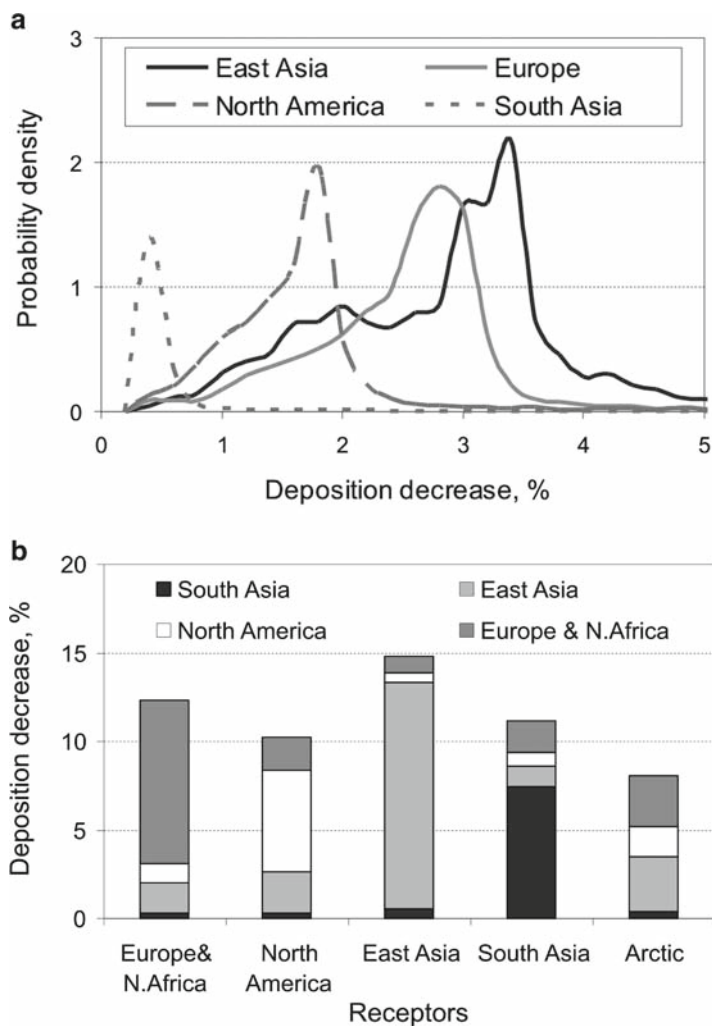 a
3
East Asia Europe
North America South Asia
2
Probability density
1
0
0 1 2 3 4 5
Deposition decrease, %
b
20
South Asia East Asia
North America Europe & N.Africa
15
Deposition decrease, %
10
5
0
Europe& North East Asia South Asia Arctic
N.Africa America
Receptors